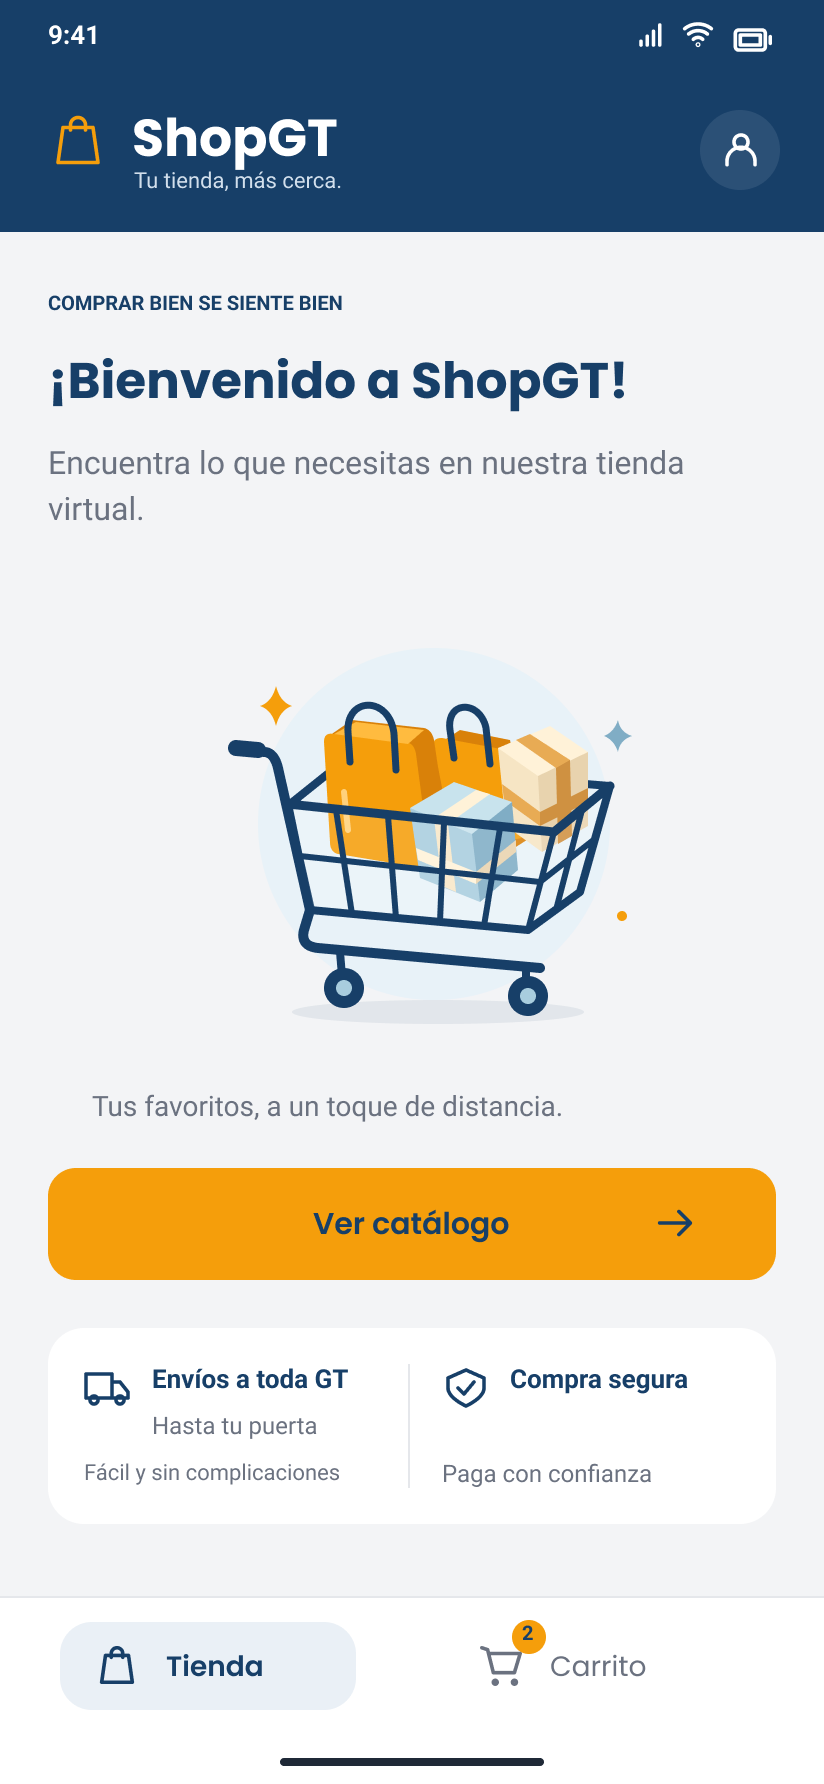 9:41
ShopGT
Tu tienda, más cerca.
COMPRAR BIEN SE SIENTE BIEN
¡Bienvenido a ShopGT!
Encuentra lo que necesitas en nuestra tienda
virtual.
Tus favoritos, a un toque de distancia.
Ver catálogo
Envíos a toda GT
Hasta tu puerta
Fácil y sin complicaciones
Compra segura
Paga con confianza
Tienda
2
Carrito